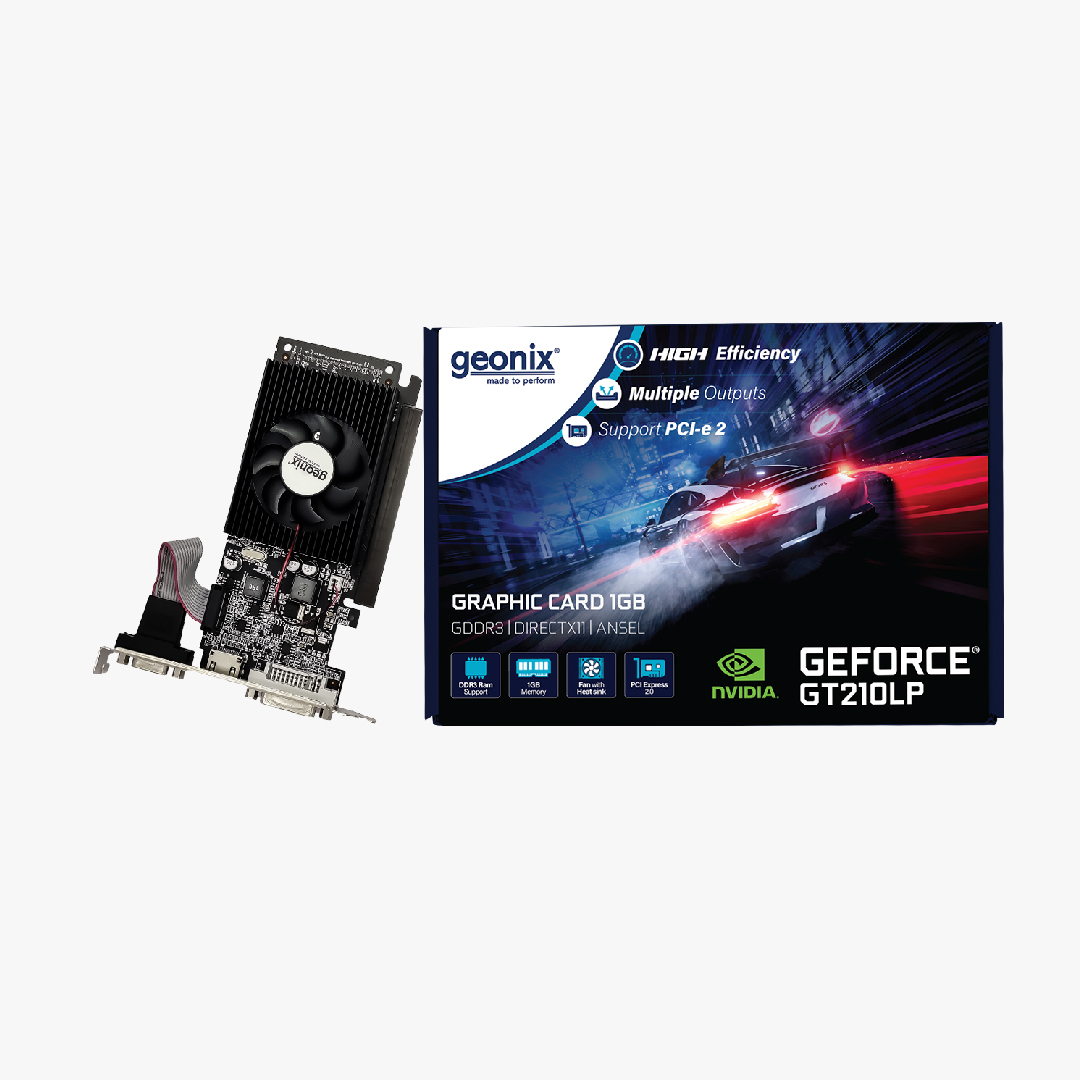 geonix®
made to perform
HIGH Efficiency
Multiple Outputs
Support PCI-e 2
geonix
GRAPHIC CARD 1GB
GDDR3 | DIRECTX11 | ANSEL
DDR3 Ram
Support
1GB
Memory
Fan with
Heat sink
PCI Express
2.0
NVIDIA.
GEFORCE®
GT210LP